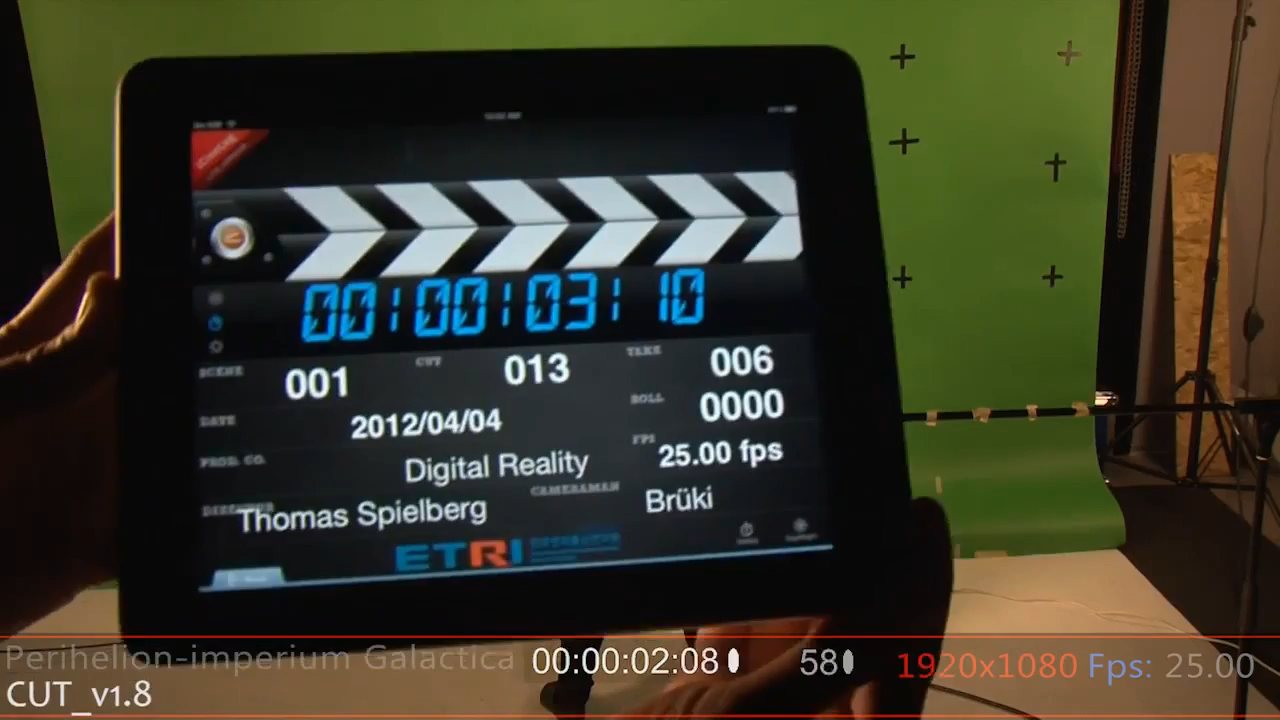 00:00:03: 10
SCENE 001 CUT 013 TAKE 006
ROLL 0000
DATE 2012/04/04
FPS 25.00 fps
PROD. CO. Digital Reality
CAMERAMAN Brüki
DIRECTOR Thomas Spielberg
ETRI
Perihelion-imperium Galactica 00:00:02:08 58 1920x1080 Fps: 25.00
CUT_v1.8